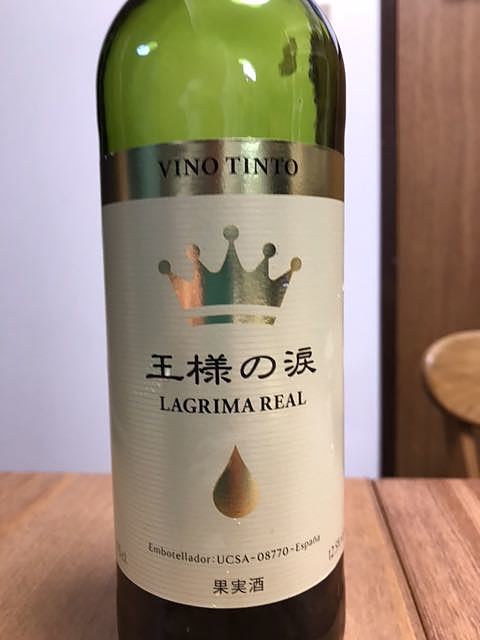 VINO TINTO
王様の涙
LAGRIMA REAL
Embotellador: UCSA-08770-España
果実酒